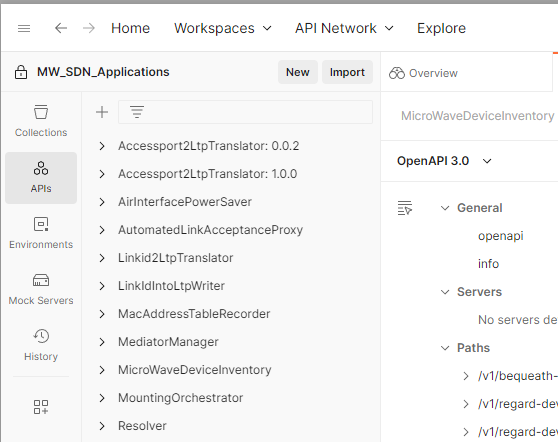 Home Workspaces API Network Explore
MW_SDN_Applications New Import
Collections
APIs
Environments
Mock Servers
History
Accessport2LtpTranslator: 0.0.2
Accessport2LtpTranslator: 1.0.0
AirInterfacePowerSaver
AutomatedLinkAcceptanceProxy
Linkid2LtpTranslator
LinkIdIntoLtpWriter
MacAddressTableRecorder
MediatorManager
MicroWaveDeviceInventory
MountingOrchestrator
Resolver
Overview
MicroWaveDeviceInventory
OpenAPI 3.0
General
openapi
info
Servers
No servers de
Paths
/v1/bequeath-
/v1/regard-dev
/v1/regard-dev